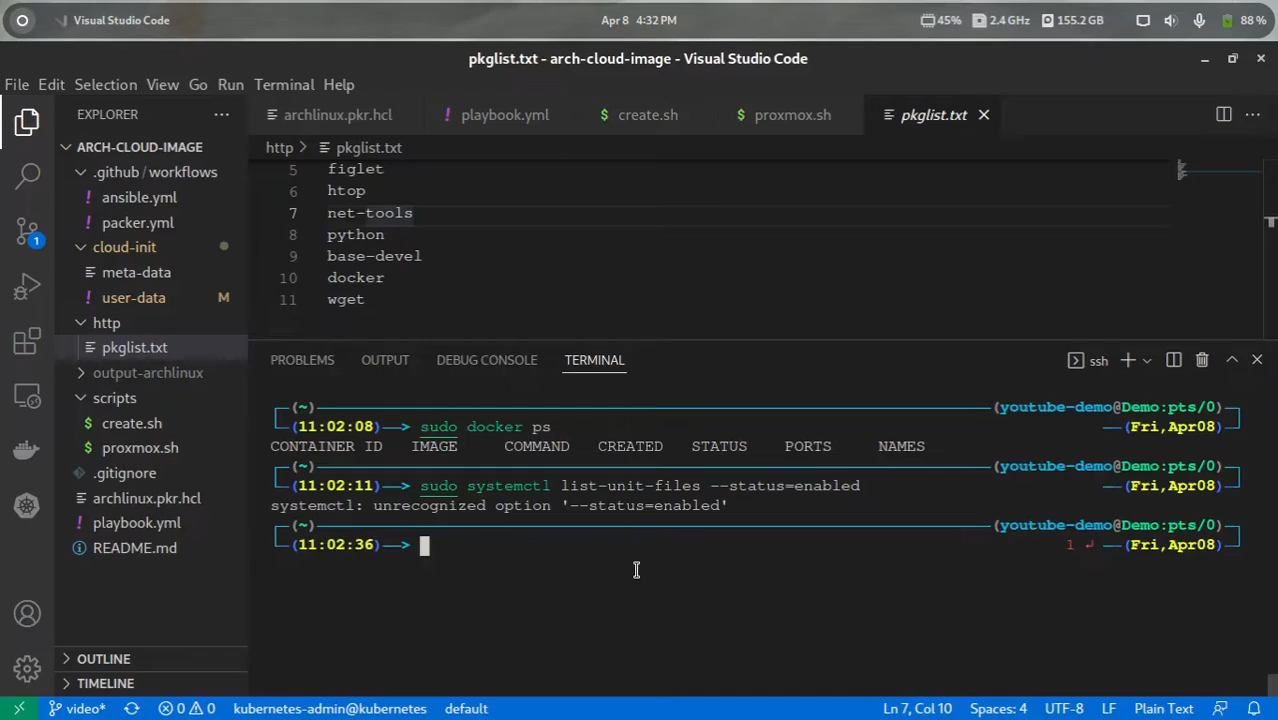 Visual Studio Code
Apr 8 4:32 PM
45%
2.4 GHz
155.2 GB
88 %
pkglist.txt - arch-cloud-image - Visual Studio Code
File Edit Selection View Go Run Terminal Help
EXPLORER
archlinux.pkr.hcl
! playbook.yml
$ create.sh
$ proxmox.sh
pkglist.txt
http > pkglist.txt
ARCH-CLOUD-IMAGE
.github / workflows
! ansible.yml
! packer.yml
cloud-init
meta-data
! user-data M
http
pkglist.txt
output-archlinux
scripts
$ create.sh
$ proxmox.sh
.gitignore
archlinux.pkr.hcl
! playbook.yml
README.md
OUTLINE
TIMELINE
1
5 figlet
6 htop
7 net-tools
8 python
9 base-devel
10 docker
11 wget
PROBLEMS OUTPUT DEBUG CONSOLE TERMINAL
ssh
(~) (youtube-demo@Demo:pts/0)
(11:02:08)—> sudo docker ps (Fri,Apr08)
CONTAINER ID IMAGE COMMAND CREATED STATUS PORTS NAMES
(~) (youtube-demo@Demo:pts/0)
(11:02:11)—> sudo systemctl list-unit-files --status=enabled (Fri,Apr08)
systemctl: unrecognized option '--status=enabled'
(~) (youtube-demo@Demo:pts/0)
(11:02:36)—> 1 ↵ (Fri,Apr08)
video* 0 0 kubernetes-admin@kubernetes default Ln 7, Col 10 Spaces: 4 UTF-8 LF Plain Text